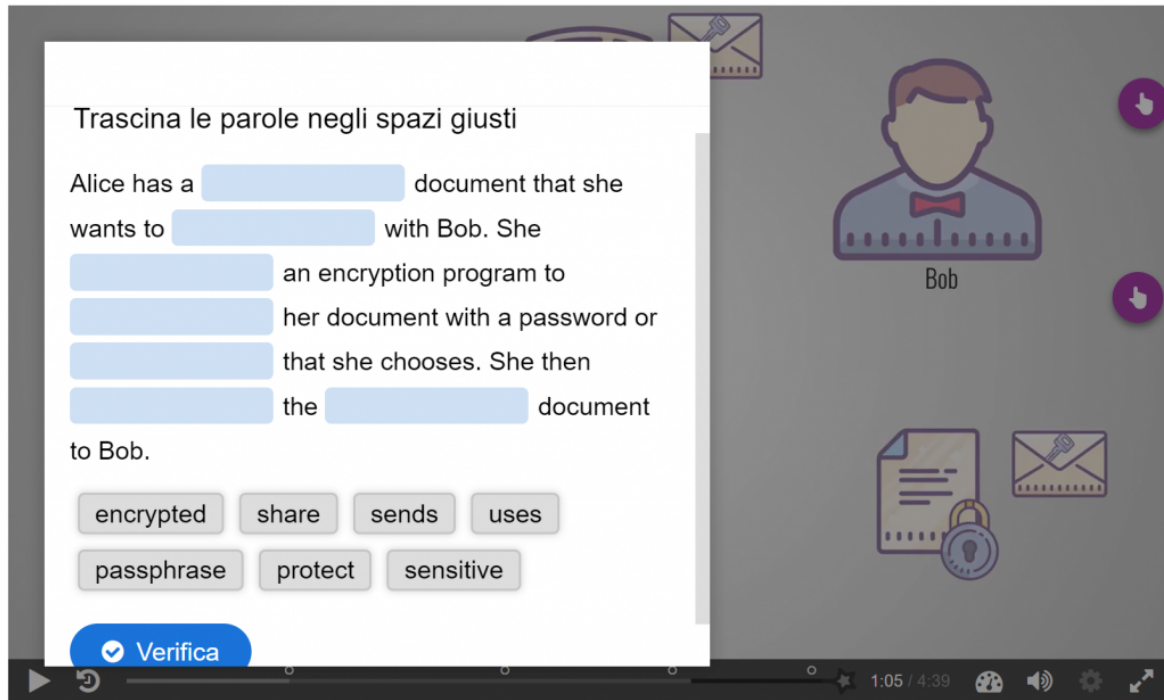 Trascina le parole negli spazi giusti
Alice has a document that she
wants to with Bob. She
an encryption program to
her document with a password or
that she chooses. She then
the document
to Bob.
encrypted share sends uses
passphrase protect sensitive
Verifica
Bob
1:05 / 4:39